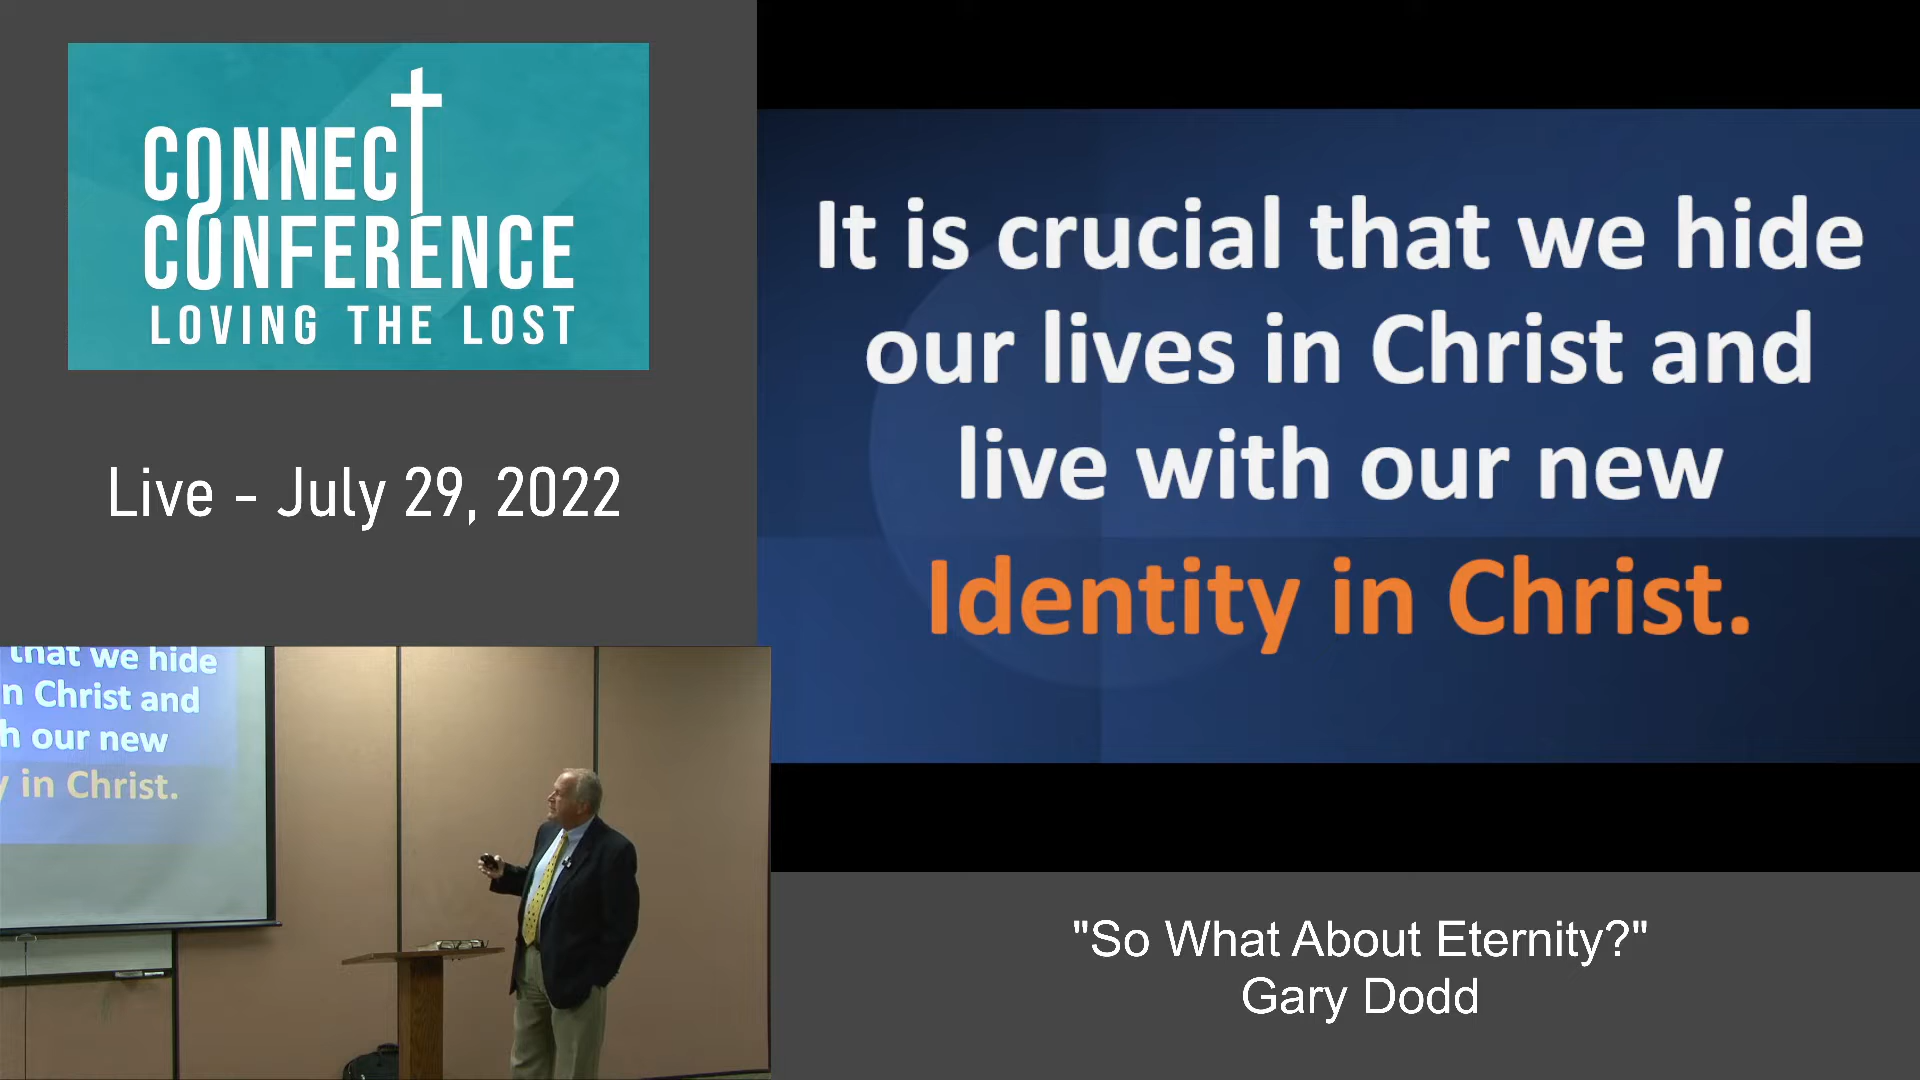 CONNECT
CONFERENCE
LOVING THE LOST
Live - July 29, 2022
It is crucial that we hide
our lives in Christ and
live with our new
Identity in Christ.
that we hide
n Christ and
h our new
y in Christ.
"So What About Eternity?"
Gary Dodd